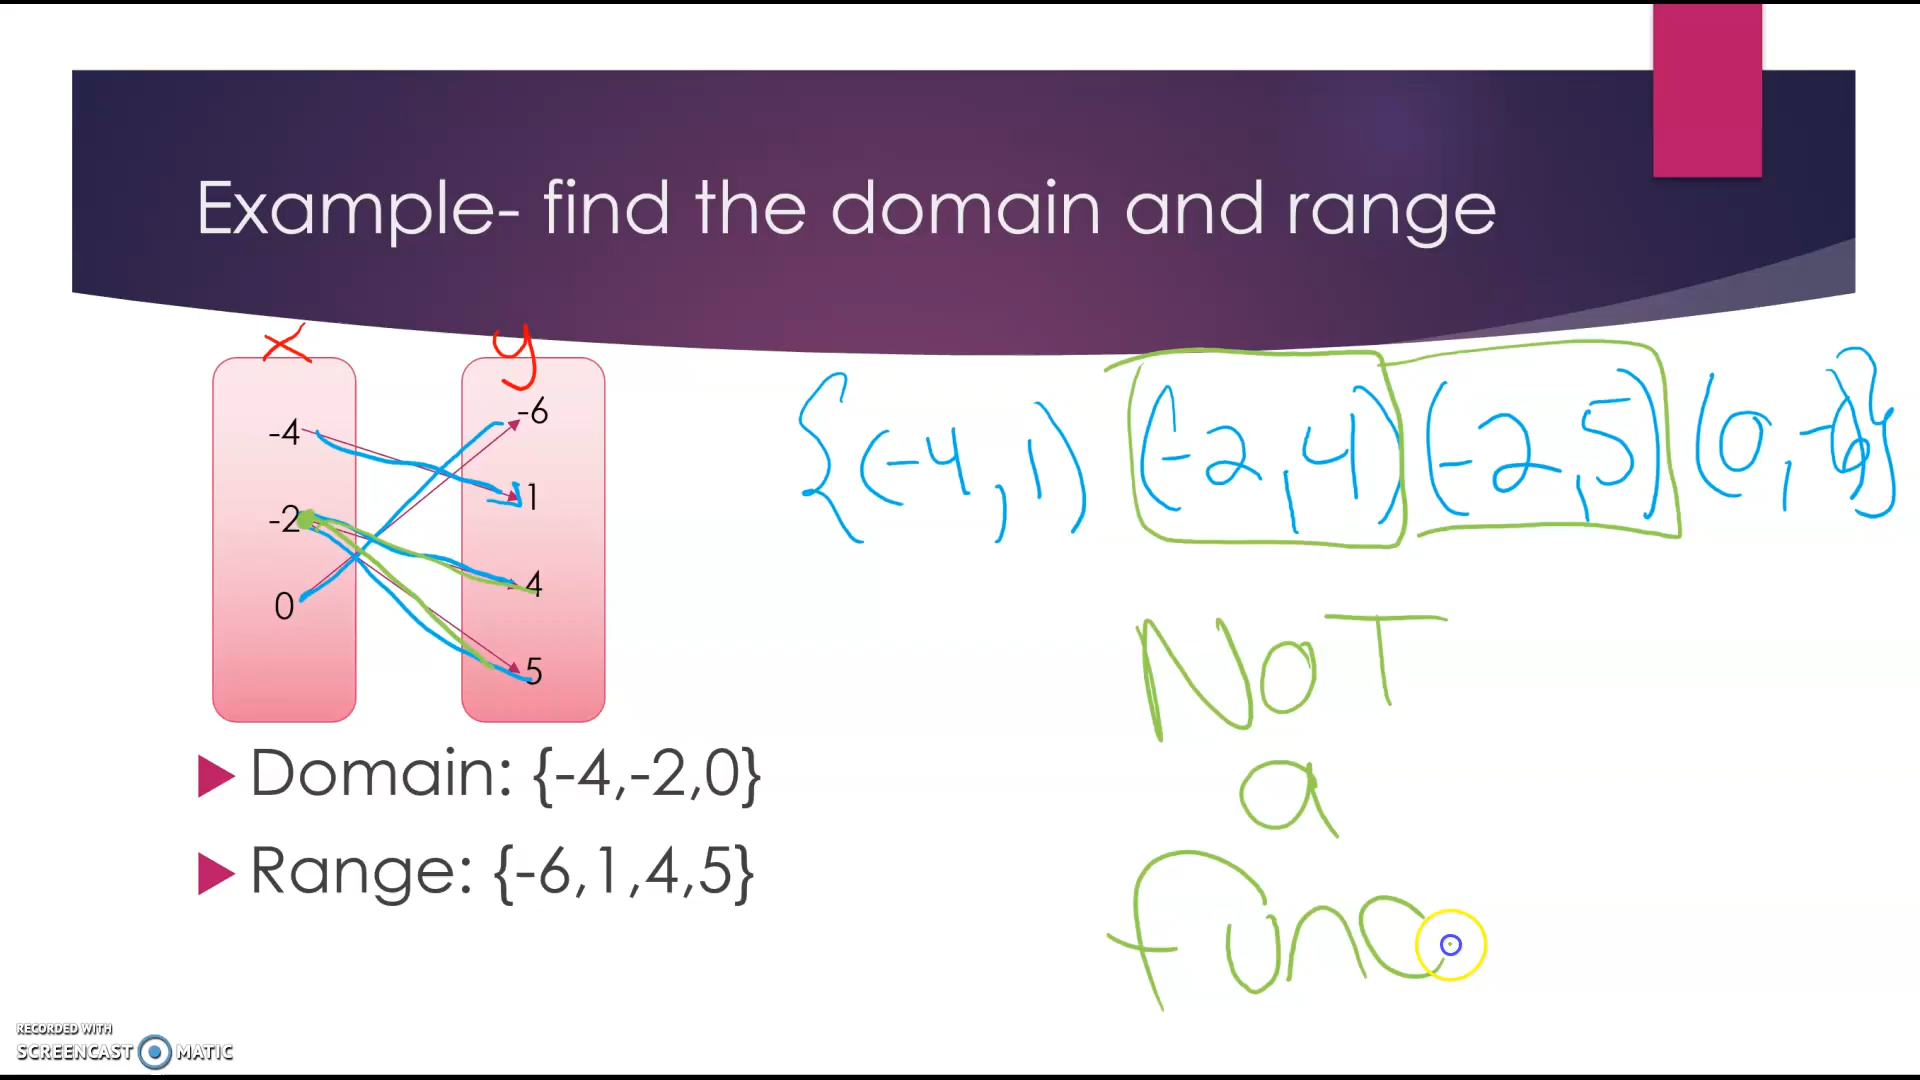 Example- find the domain and range
x y
-4
-2
0
-6
1
4
5
{(-4,1) (-2,4) (-2,5) (0,-6)}
NOT
a
func
Domain: {-4,-2,0}
Range: {-6,1,4,5}
RECORDED WITH
SCREENCAST MATIC